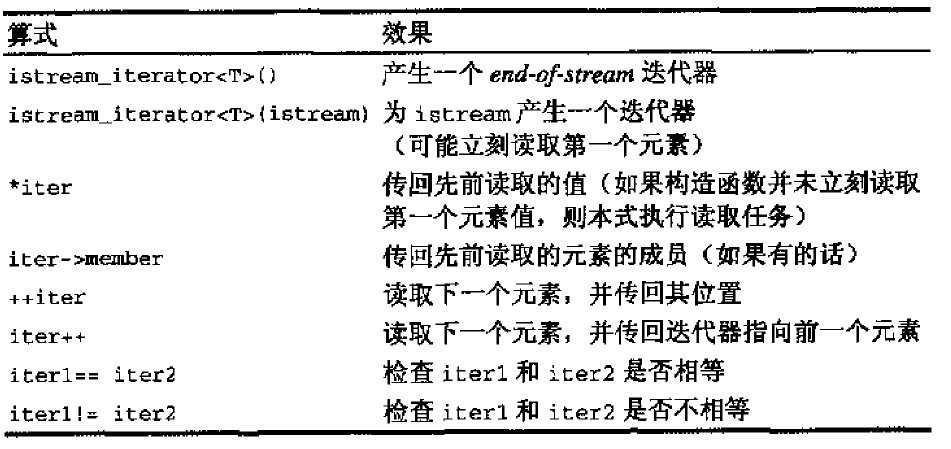 算式 效果
istream_iterator<T>() 产生一个 end-of-stream 迭代器
istream_iterator<T>(istream) 为 istream 产生一个迭代器
（可能立刻读取第一个元素）
*iter 传回先前读取的值（如果构造函数并未立刻读取
第一个元素值，则本式执行读取任务）
iter->member 传回先前读取的元素的成员（如果有的话）
++iter 读取下一个元素，并传回其位置
iter++ 读取下一个元素，并传回迭代器指向前一个元素
iter1== iter2 检查 iter1 和 iter2 是否相等
iter1!= iter2 检查 iter1 和 iter2 是否不相等